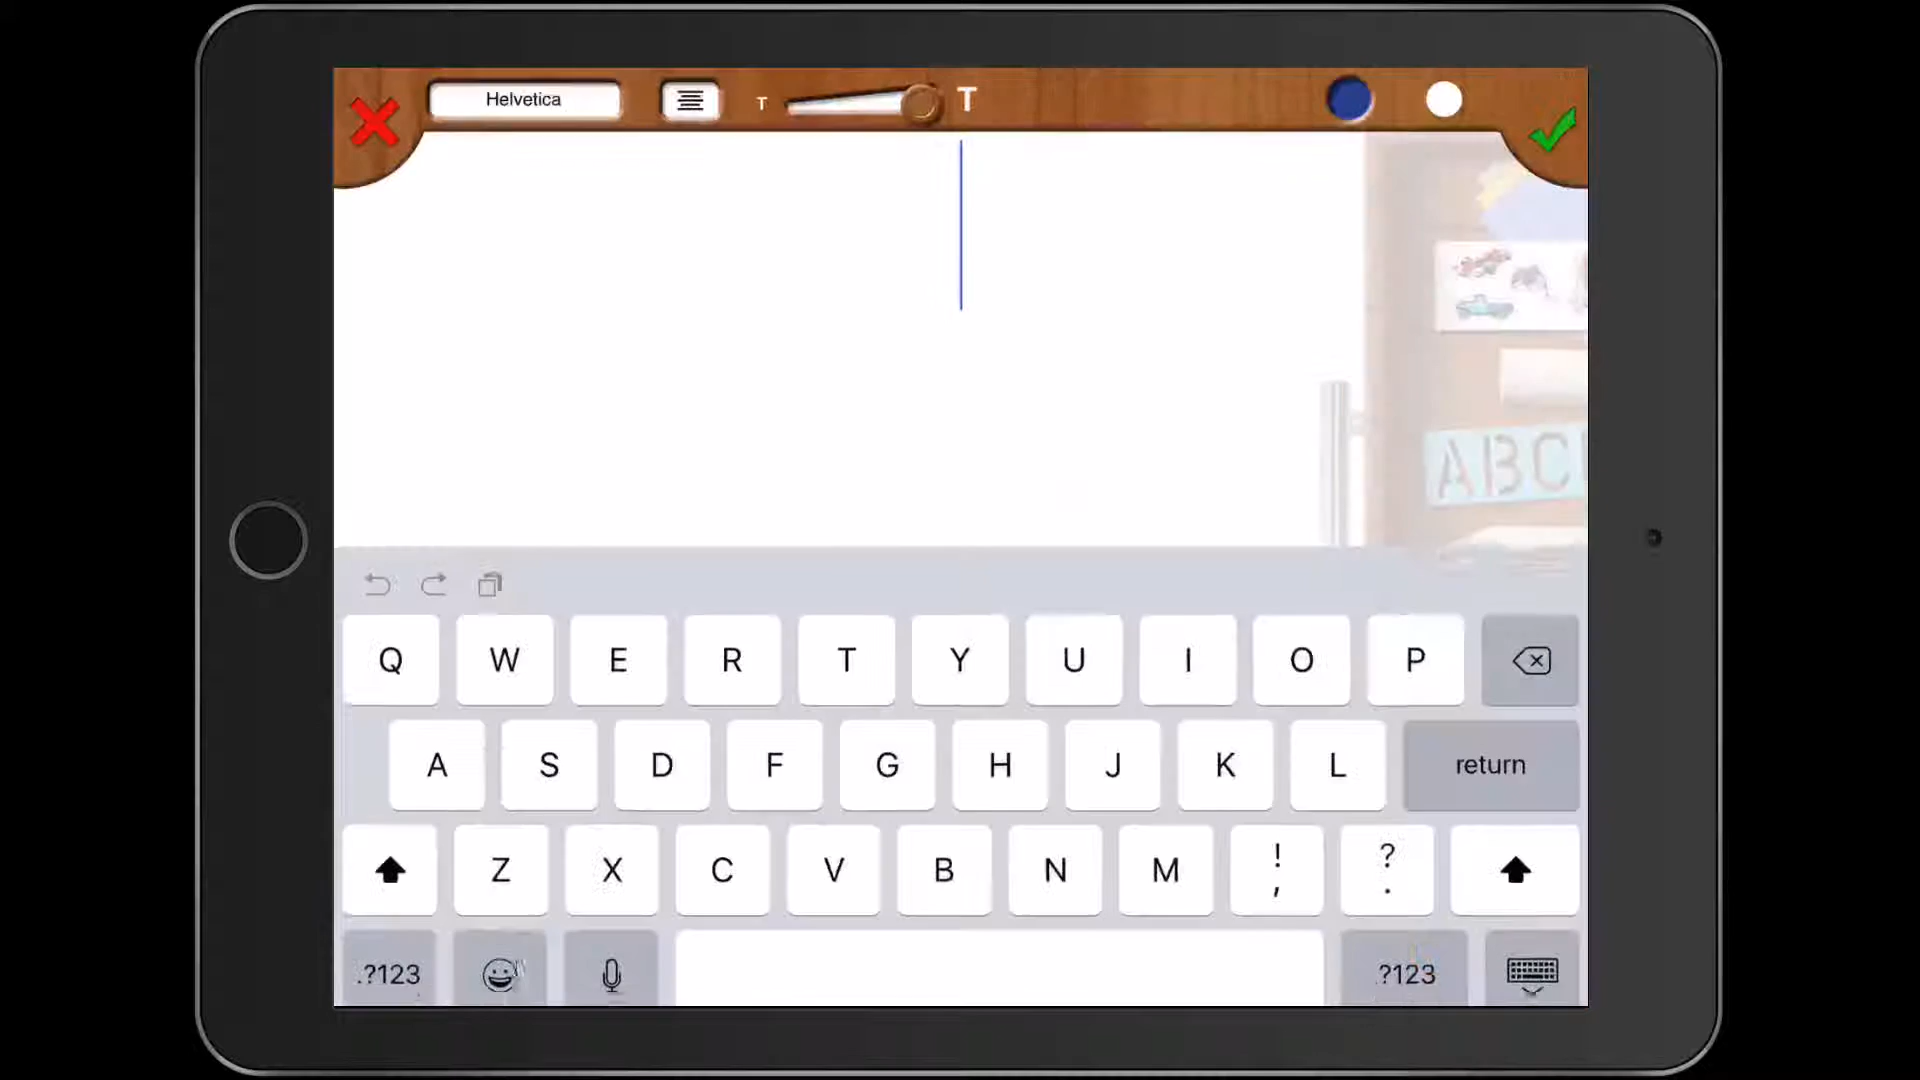 Helvetica
T
T
ABC
Q W E R T Y U I O P
A S D F G H J K L return
Z X C V B N M ! , ? .
.?123 .?123